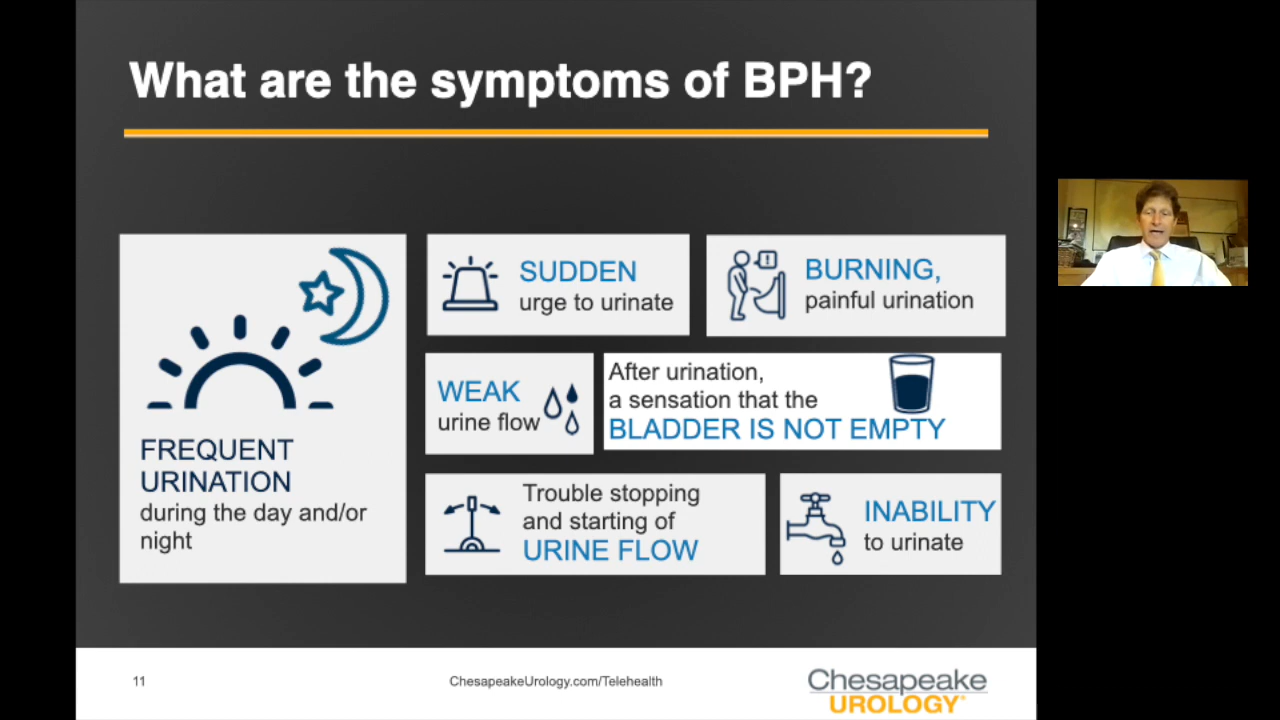 What are the symptoms of BPH?
FREQUENT
URINATION
during the day and/or
night
SUDDEN
urge to urinate
!
BURNING,
painful urination
WEAK
urine flow
After urination,
a sensation that the
BLADDER IS NOT EMPTY
Trouble stopping
and starting of
URINE FLOW
INABILITY
to urinate
11
ChesapeakeUrology.com/Telehealth
Chesapeake
UROLOGY®